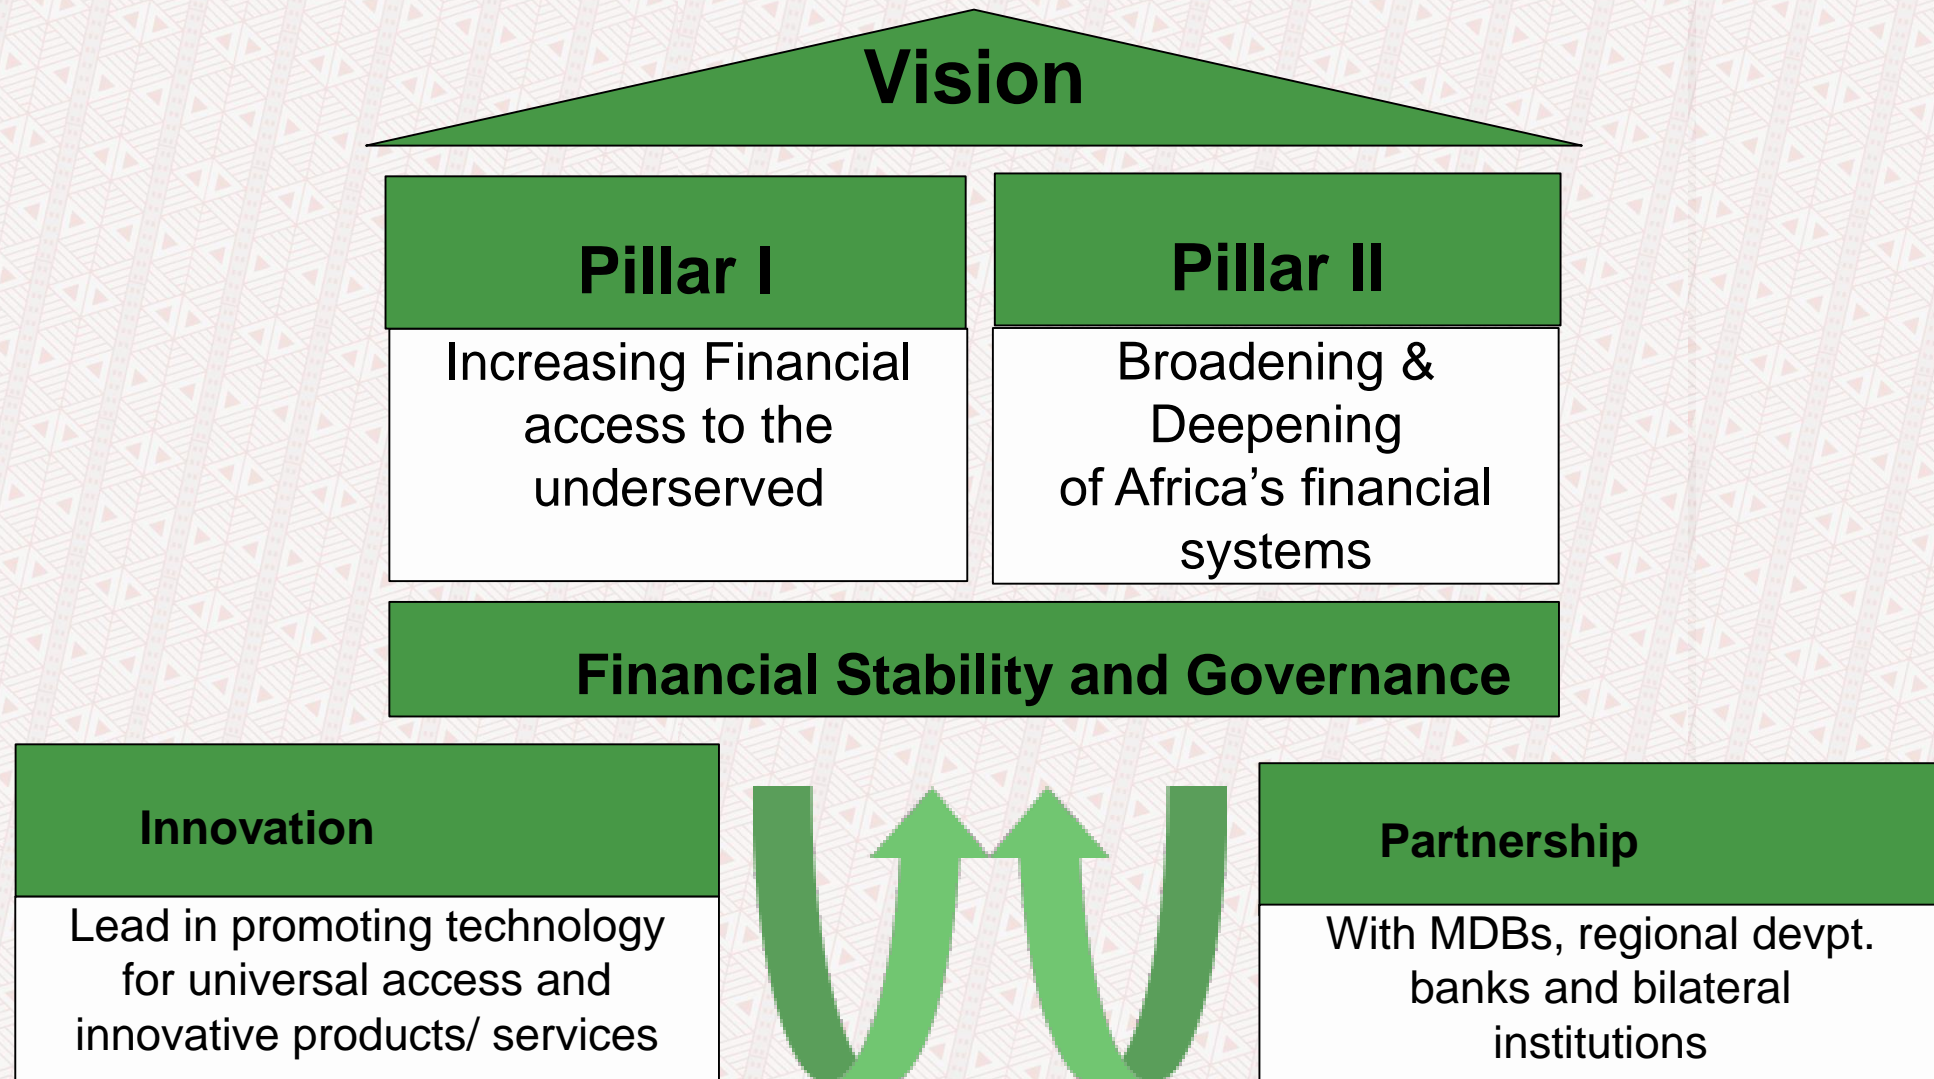 Vision
Pillar I
Increasing Financial
access to the
underserved
Pillar II
Broadening &
Deepening
of Africa’s financial
systems
Financial Stability and Governance
Innovation
Lead in promoting technology
for universal access and
innovative products/ services
Partnership
With MDBs, regional devpt.
banks and bilateral
institutions